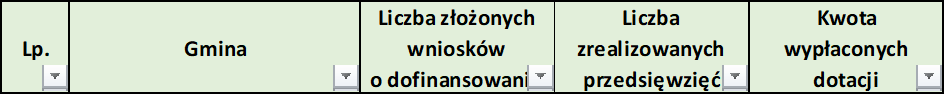 Lp.
Gmina
Liczba złożonych
wniosków
o dofinansowani
Liczba
zrealizowanych
przedsięwzięć
Kwota
wypłaconych
dotacji